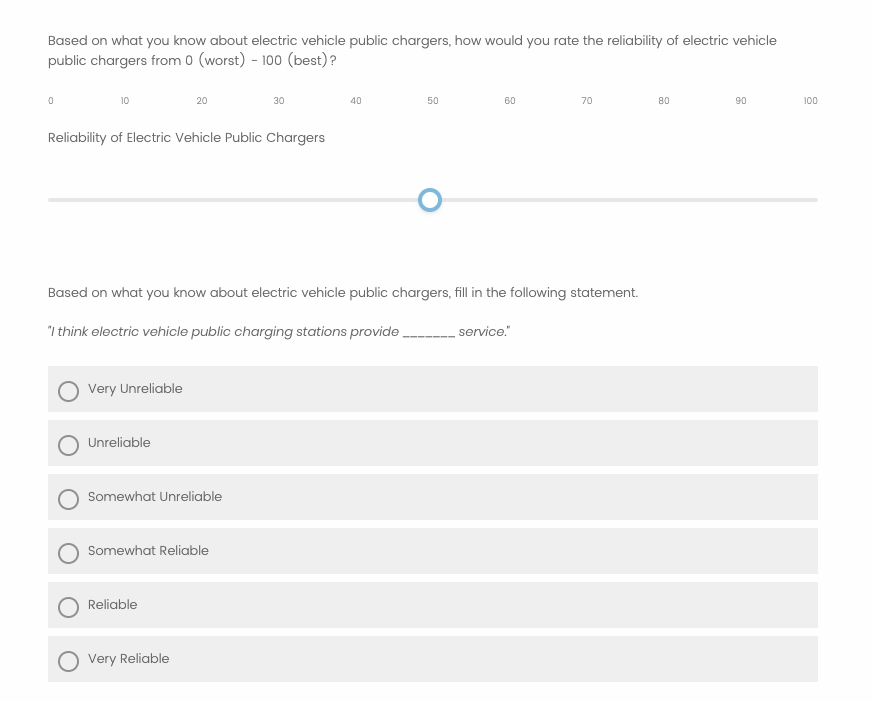 Based on what you know about electric vehicle public chargers, how would you rate the reliability of electric vehicle
public chargers from 0 (worst) - 100 (best)?
0 10 20 30 40 50 60 70 80 90 100
Reliability of Electric Vehicle Public Chargers
Based on what you know about electric vehicle public chargers, fill in the following statement.
"I think electric vehicle public charging stations provide _______ service."
Very Unreliable
Unreliable
Somewhat Unreliable
Somewhat Reliable
Reliable
Very Reliable